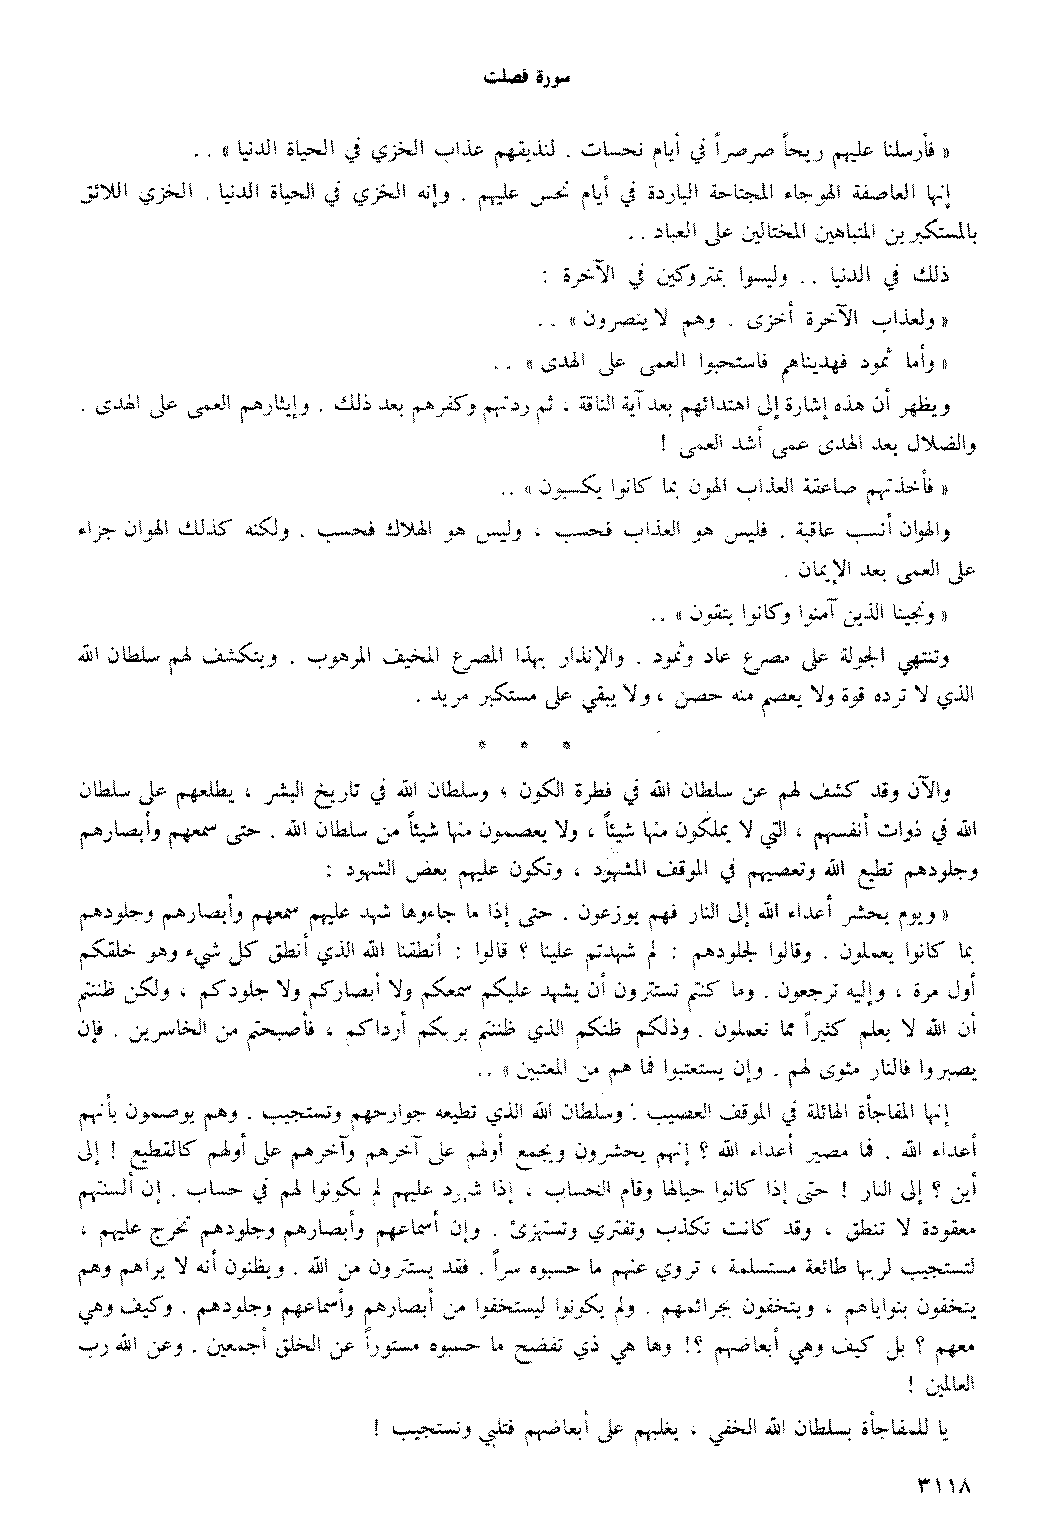 سورة فصلت
« فأرسلنا عليهم ريحاً صرصراً في أيام نحسات . لنذيقهم عذاب الخزي في الحياة الدنيا » . .
إنها العاصفة الهوجاء المجتاحة الباردة في أيام نحس عليهم . وإنه الخزي في الحياة الدنيا . الخزي اللائق
بالمستكبرين المتباهين المختالين على العباد . .
ذلك في الدنيا . . وليسوا بمتروكين في الآخرة :
« ولعذاب الآخرة أخزى . وهم لا ينصرون » . .
« وأما ثمود فهديناهم فاستحبوا العمى على الهدى » . .
ويظهر أن هذه إشارة إلى اهتدائهم بعد آية الناقة ، ثم ردتهم وكفرهم بعد ذلك . وإيثارهم العمى على الهدى .
والضلال بعد الهدى عمى أشد العمى !
« فأخذتهم صاعقة العذاب الهون بما كانوا يكسبون » . .
والهوان أنسب عاقبة . فليس هو العذاب فحسب ، وليس هو الهلاك فحسب . ولكنه كذلك الهوان جزاء
على العمى بعد الإيمان .
« ونجينا الذين آمنوا وكانوا يتقون » . .
وتنتهي الجولة على مصرع عاد وثمود . والإنذار بهذا المصرع المخيف المرهوب . ويتكشف لهم سلطان الله
الذي لا ترده قوة ولا يعصم منه حصن ، ولا يبقي على مستكبر مريد .
* * *
والآن وقد كشف لهم عن سلطان الله في فطرة الكون ؛ وسلطان الله في تاريخ البشر ، يطلعهم على سلطان
الله في ذوات أنفسهم ، التي لا يملكون منها شيئاً ، ولا يعصمون منها شيئاً من سلطان الله . حتى سمعهم وأبصارهم
وجلودهم تطيع الله وتعصيهم في الموقف المشهود ، وتكون عليهم بعض الشهود :
« ويوم يحشر أعداء الله إلى النار فهم يوزعون . حتى إذا ما جاءوها شهد عليهم سمعهم وأبصارهم وجلودهم
بما كانوا يعملون . وقالوا لجلودهم : لم شهدتم علينا ؟ قالوا : أنطقنا الله الذي أنطق كل شيء وهو خلقكم
أول مرة ، وإليه ترجعون . وما كنتم تستترون أن يشهد عليكم سمعكم ولا أبصاركم ولا جلودكم ، ولكن ظننتم
أن الله لا يعلم كثيراً مما تعملون . وذلكم ظنكم الذي ظننتم بربكم أرداكم ، فأصبحتم من الخاسرين . فإن
يصبروا فالنار مثوى لهم . وإن يستعتبوا فما هم من المعتبين » . .
إنها المفاجأة الهائلة في الموقف العصيب ؛ وسلطان الله الذي تطيعه جوارحهم وتستجيب . وهم يوصمون بأنهم
أعداء الله . فما مصير أعداء الله ؟ إنهم يحشرون ويجمع أولهم على آخرهم وآخرهم على أولهم كالقطيع ! إلى
أين ؟ إلى النار ! حتى إذا كانوا حيالها وقام الحساب ، إذا شهود عليهم لم يكونوا لهم في حساب . إن ألسنتهم
معقودة لا تنطق ، وقد كانت تكذب وتفتري وتستهزئ . وإن أسماعهم وأبصارهم وجلودهم تخرج عليهم ،
لتستجيب لربها طائعة مستسلمة ، تروي عنهم ما حسبوه سراً . فقد يستترون من الله . ويظنون أنه لا يراهم وهم
يتخفون بنواياهم ، ويتخفون بجرائمهم . ولم يكونوا ليستخفوا من أبصارهم وأسماعهم وجلودهم . وكيف وهي
معهم ؟ بل كيف وهي أبعاضهم ؟! وها هي ذي تفضح ما حسبوه مستوراً عن الخلق أجمعين . وعن الله رب
العالمين !
يا للمفاجأة بسلطان الله الخفي ، يغلبهم على أبعاضهم فتلبي وتستجيب !
٣١١٨